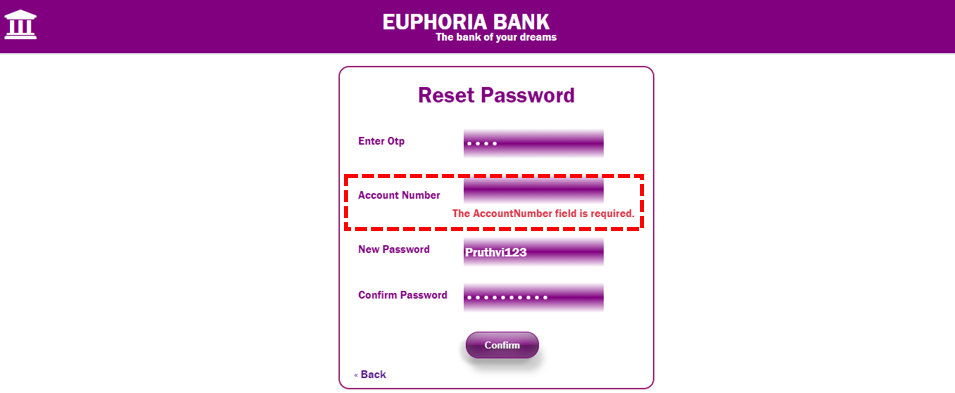 EUPHORIA BANK
The bank of your dreams
Reset Password
Enter Otp
Account Number
The AccountNumber field is required.
New Password Pruthvi123
Confirm Password
Confirm
« Back